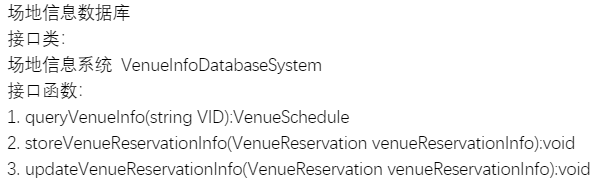 场地信息数据库
接口类：
场地信息系统 VenueInfoDatabaseSystem
接口函数：
1. queryVenueInfo(string VID):VenueSchedule
2. storeVenueReservationInfo(VenueReservation venueReservationInfo):void
3. updateVenueReservationInfo(VenueReservation venueReservationInfo):void